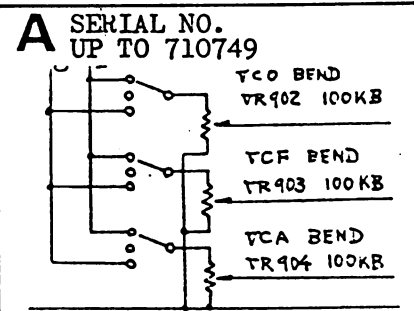 A SERIAL NO.
UP TO 710749
VCO BEND
VR902 100KB
VCF BEND
VR903 100KB
VCA BEND
VR904 100KB